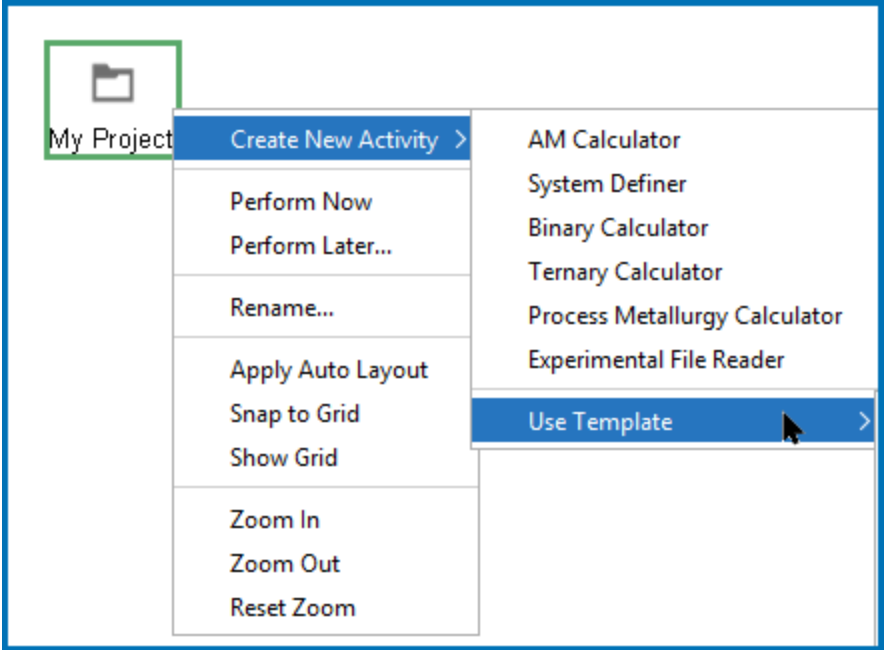 My Project
Create New Activity
Perform Now
Perform Later...
Rename...
Apply Auto Layout
Snap to Grid
Show Grid
Zoom In
Zoom Out
Reset Zoom
AM Calculator
System Definer
Binary Calculator
Ternary Calculator
Process Metallurgy Calculator
Experimental File Reader
Use Template